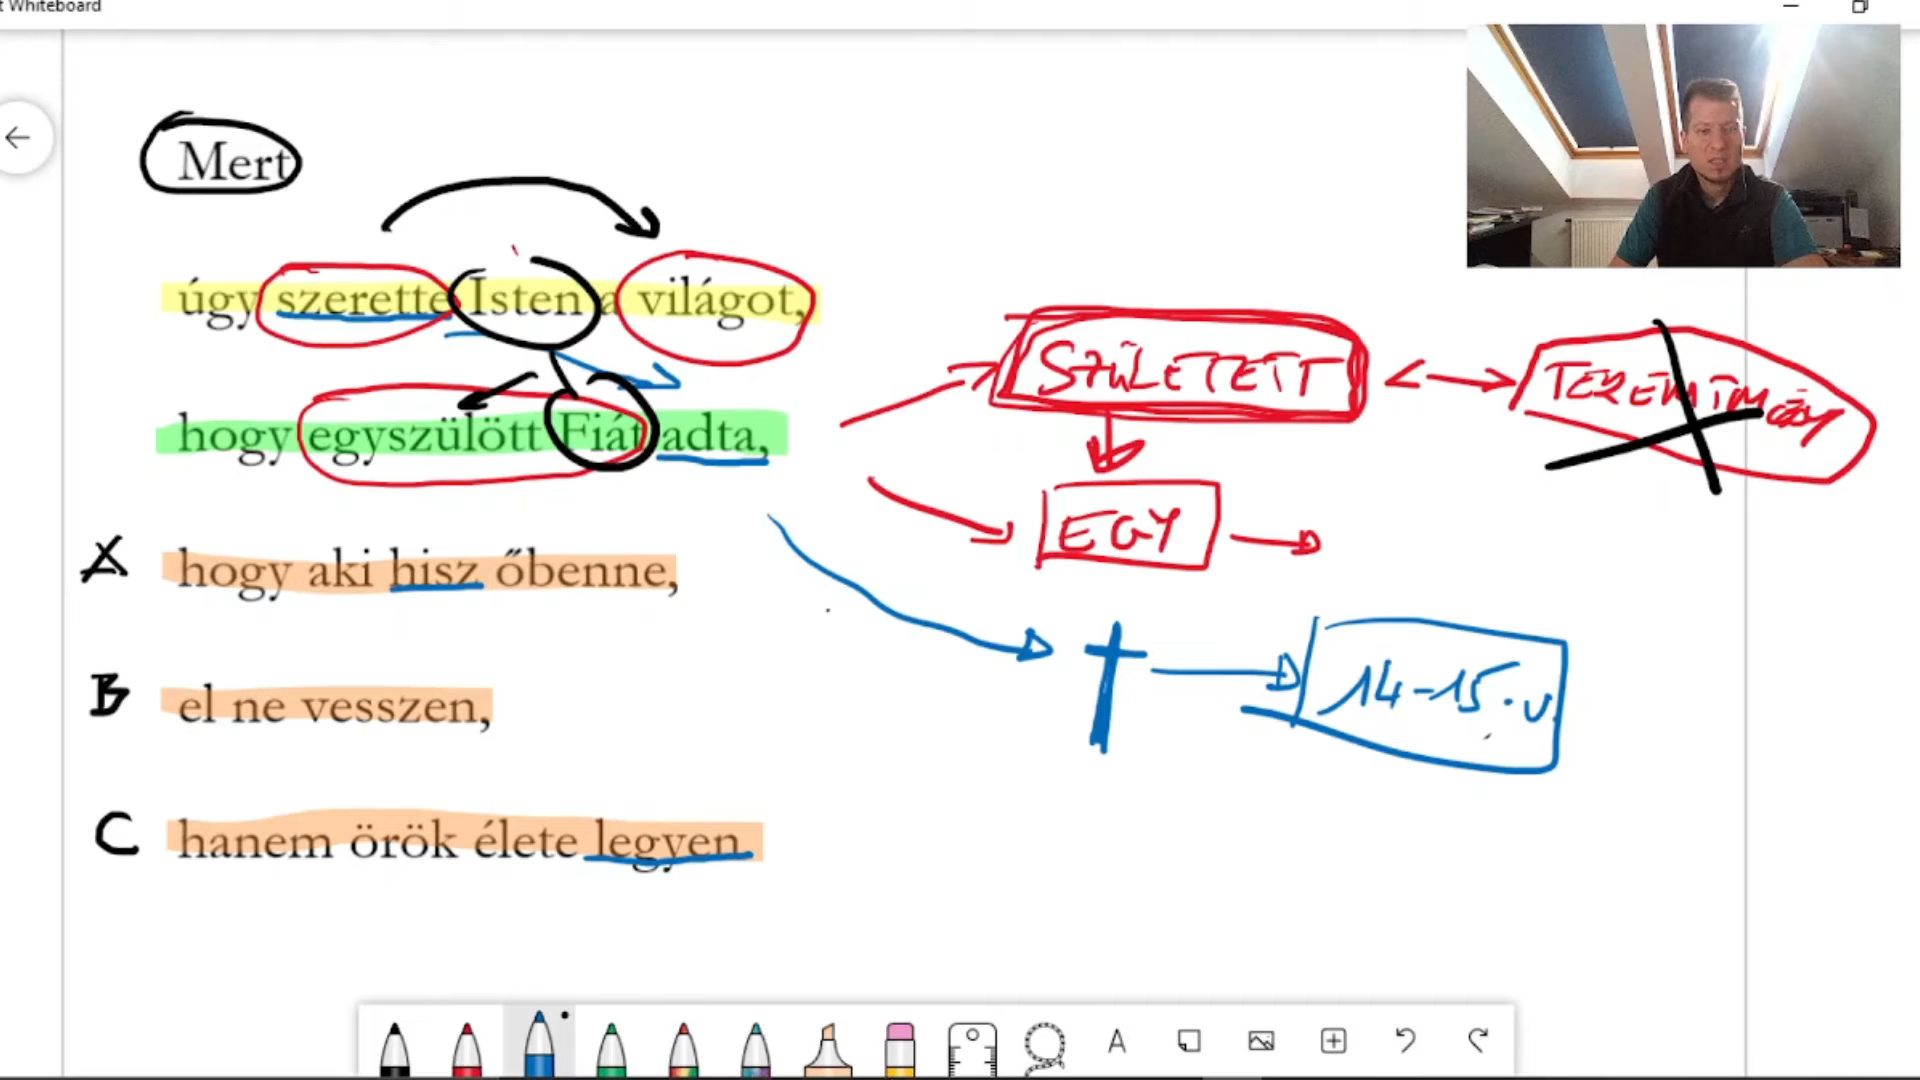 t Whiteboard
Mert
úgy szerette Isten a világot,
hogy egyszülött Fiát adta,
A hogy aki hisz őbenne,
B el ne vesszen,
C hanem örök élete legyen.
SZÜLETETT
TEREMTMÉNY
EGY
14-15.v.
A